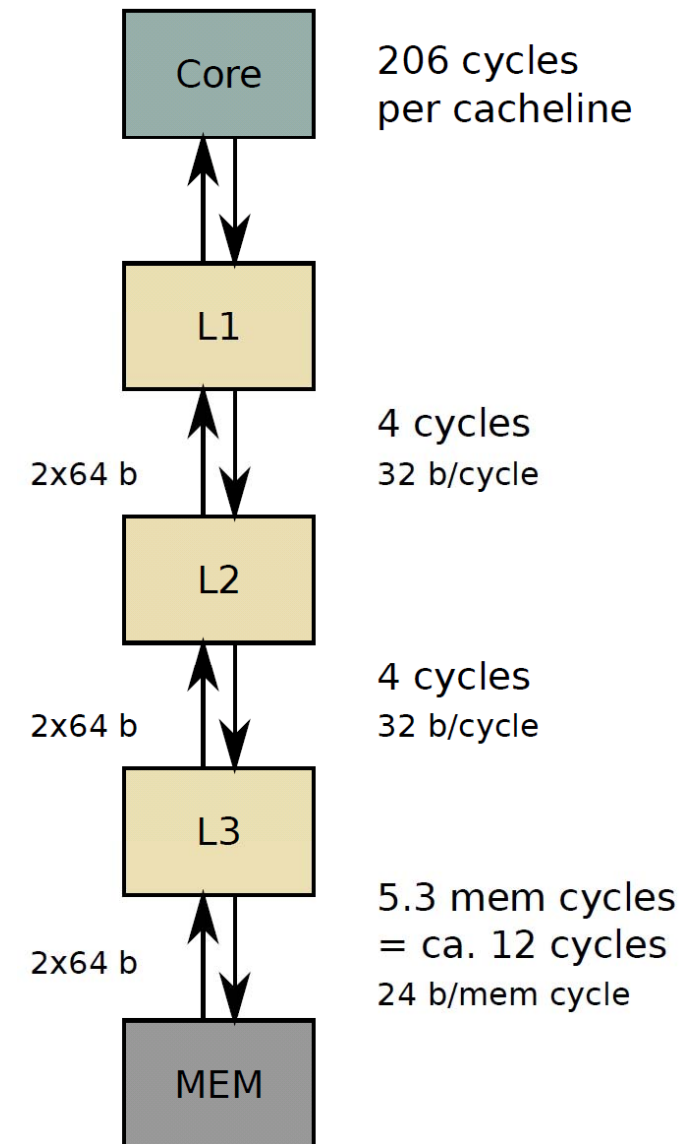 Core
206 cycles
per cacheline
L1
4 cycles
2x64 b
32 b/cycle
L2
4 cycles
2x64 b
32 b/cycle
L3
5.3 mem cycles
= ca. 12 cycles
2x64 b
24 b/mem cycle
MEM